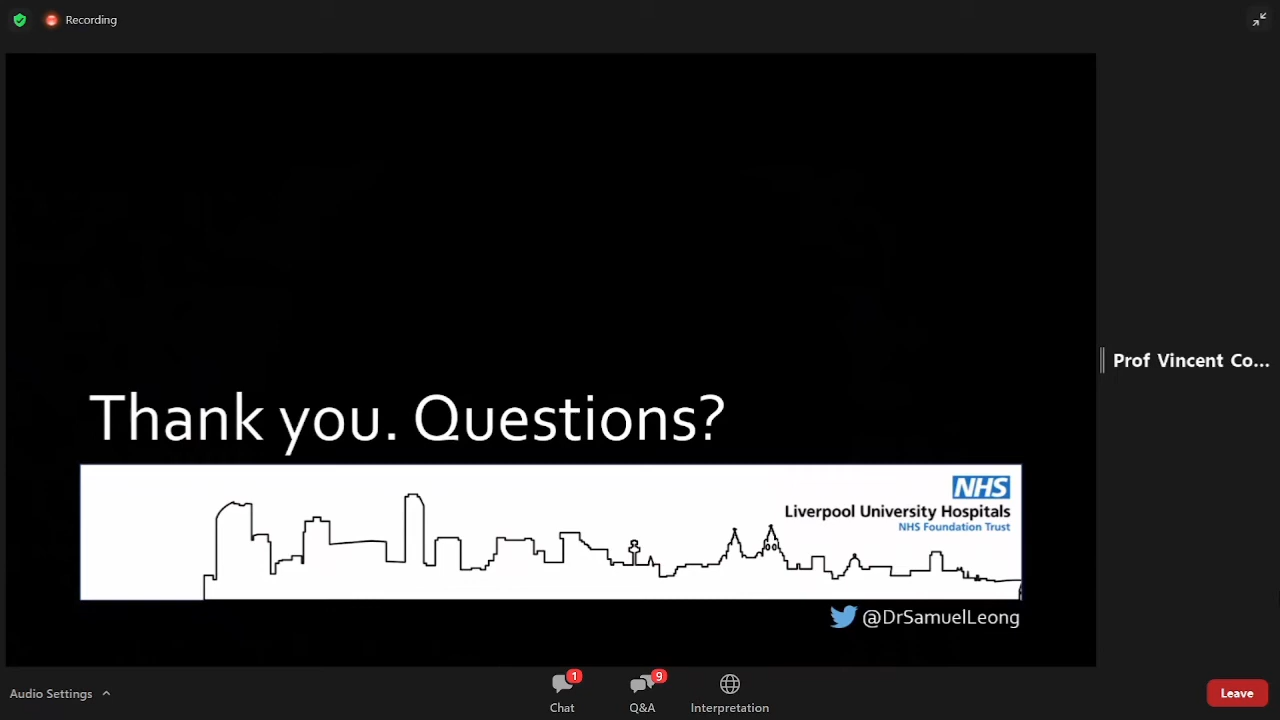 Recording
Prof Vincent Co...
Thank you. Questions?
NHS
Liverpool University Hospitals
NHS Foundation Trust
@DrSamuelLeong
Audio Settings
1
Chat
9
Q&A
Interpretation
Leave